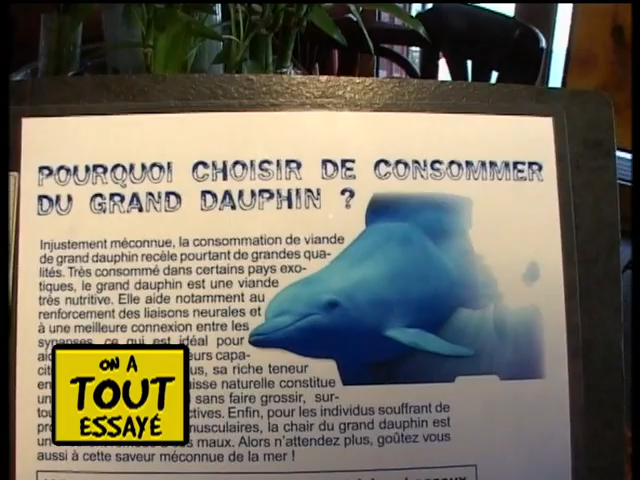 POURQUOI CHOISIR DE CONSOMMER
DU GRAND DAUPHIN ?
Injustement méconnue, la consommation de viande
de grand dauphin recèle pourtant de grandes qua-
lités. Très consommé dans certains pays exo-
tiques, le grand dauphin est une viande
très nutritive. Elle aide notamment au
renforcement des liaisons neurales et
à une meilleure connexion entre les
synapses, ce qui est idéal pour
leurs capa-
sa riche teneur
en naturelle constitue
sans faire grossir, sur-
Enfin, pour les individus souffrant de
musculaires, la chair du grand dauphin est
un maux. Alors n'attendez plus, goûtez vous
aussi à cette saveur méconnue de la mer !
ON A
TOUT
ESSAYÉ